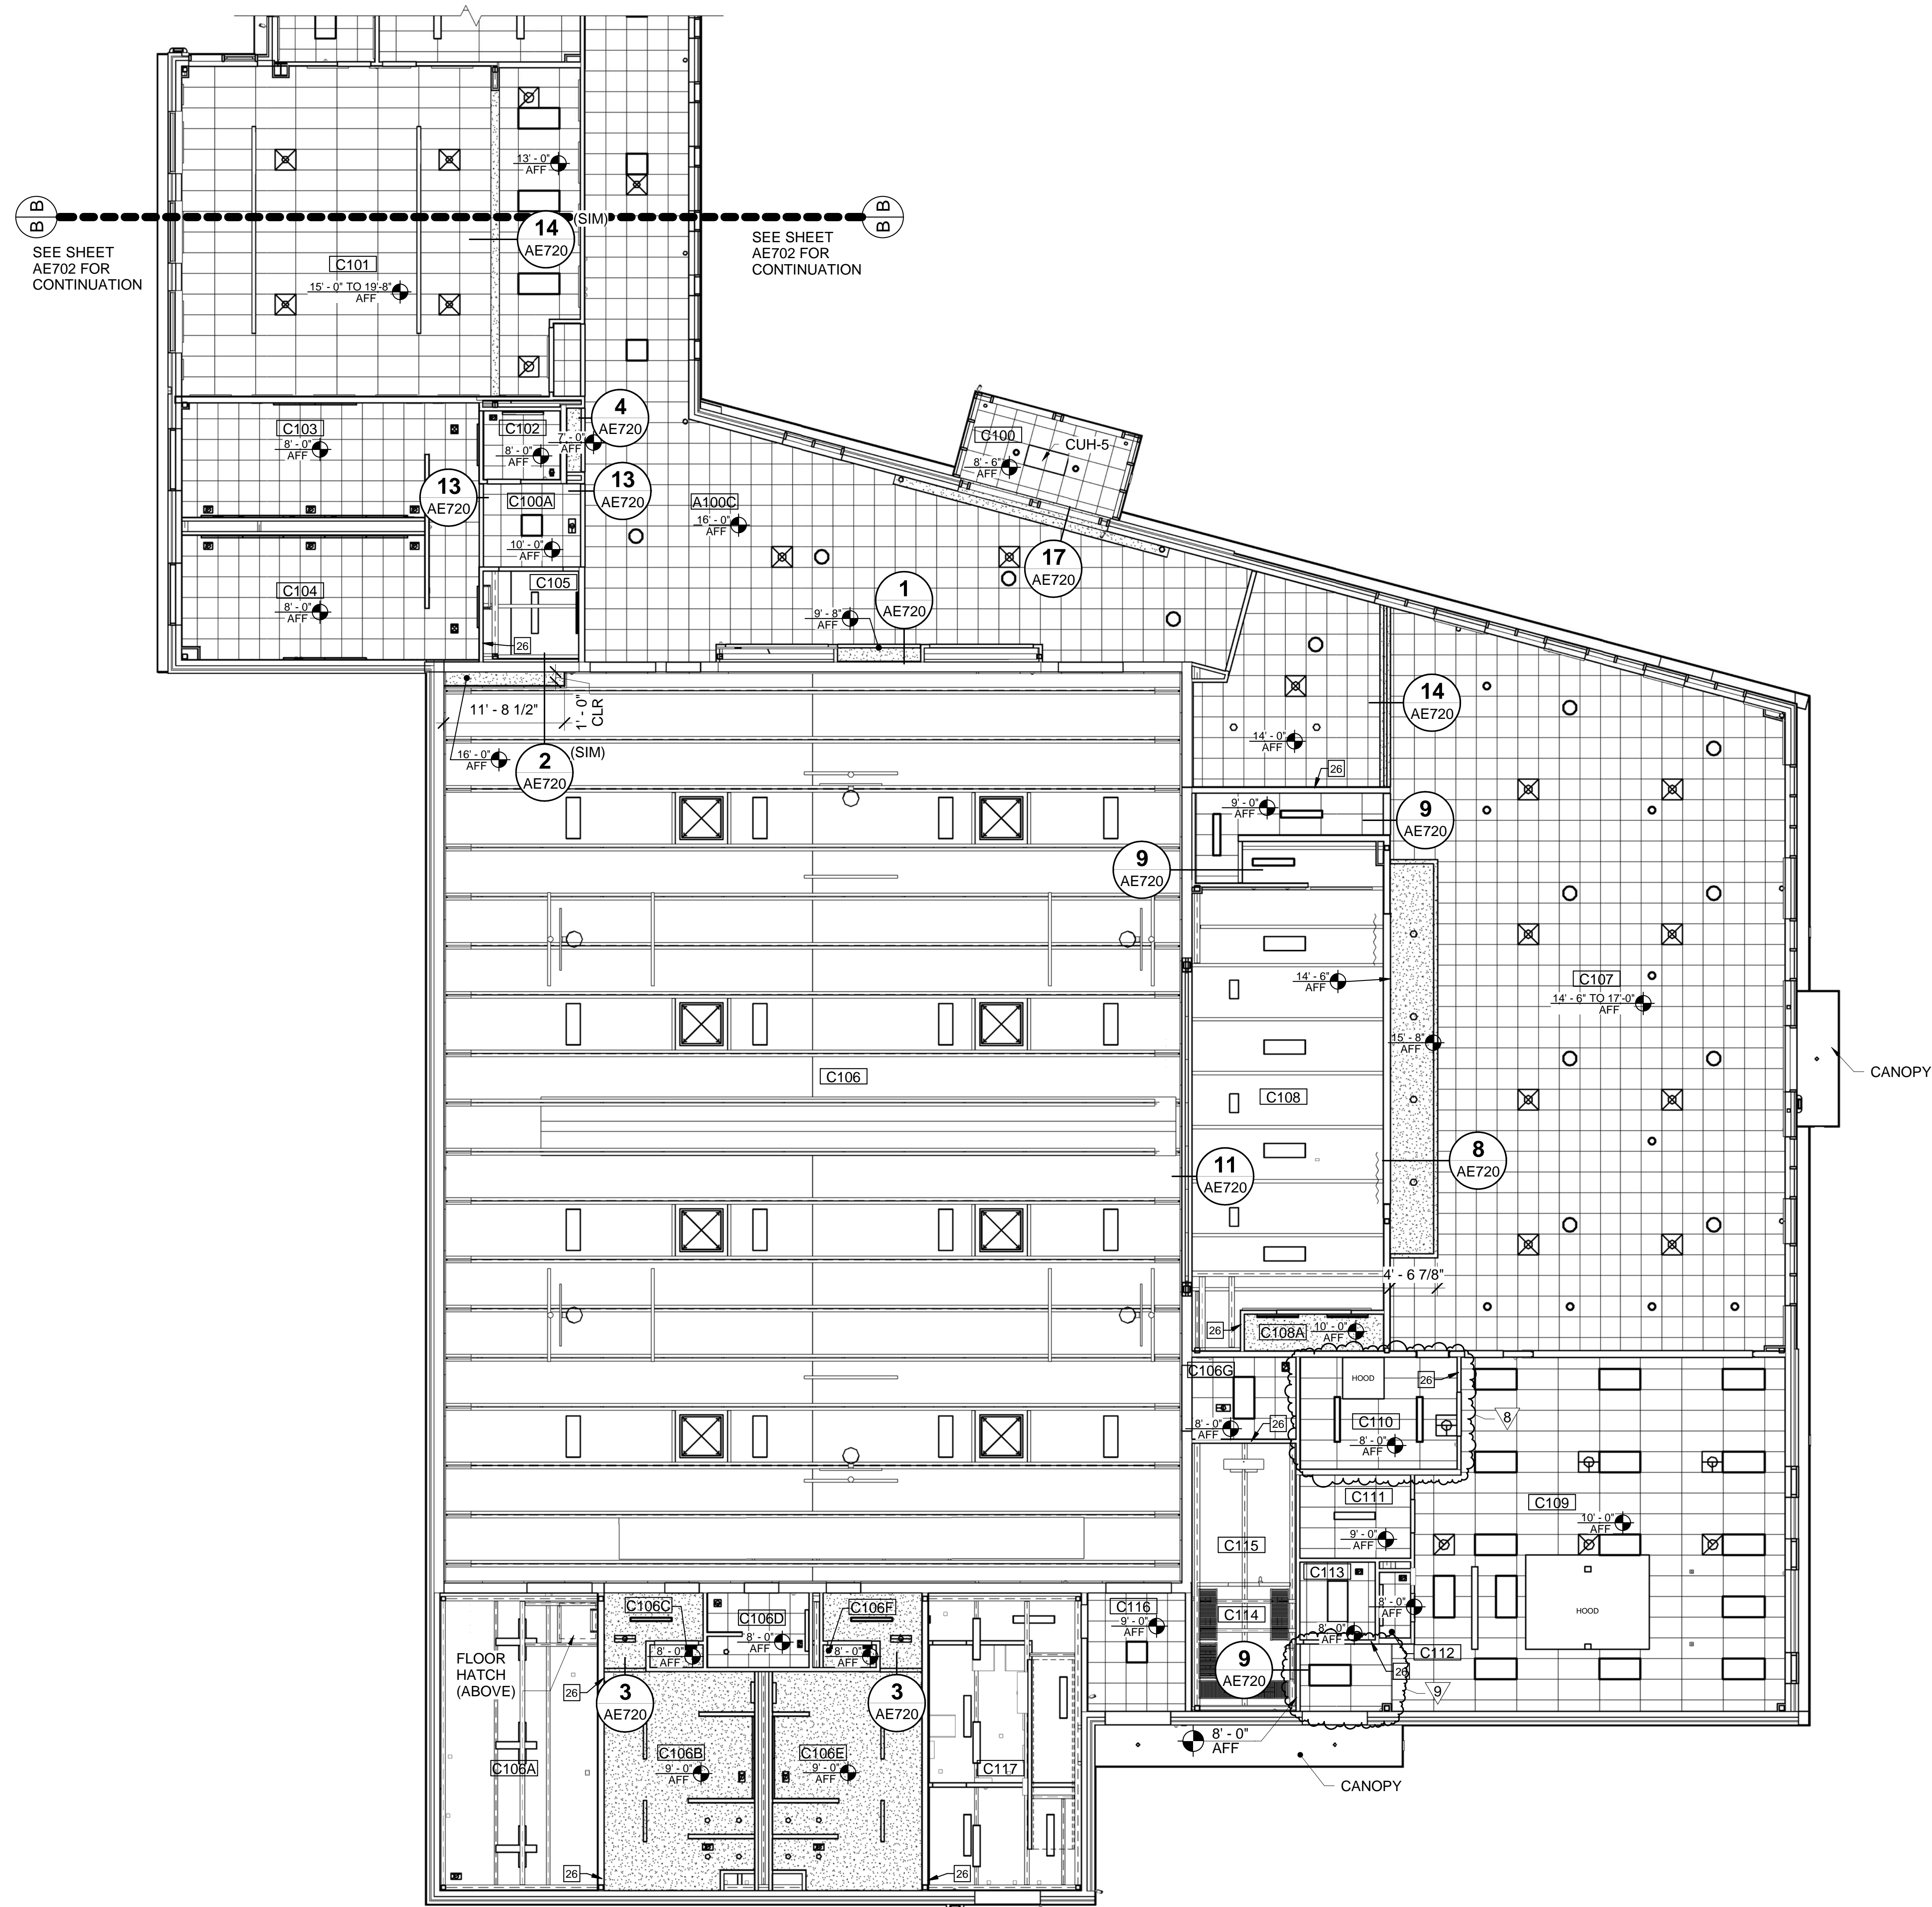 13' - 0"
AFF
B
B
(SIM)
B
B
14
AE720
SEE SHEET
AE702 FOR
CONTINUATION
SEE SHEET
AE702 FOR
CONTINUATION
C101
15' - 0" TO 19'-8"
AFF
4
AE720
C103
8' - 0"
AFF
C102
7' - 0"
AFF
8' - 0"
AFF
C100
CUH-5
8' - 6"
AFF
13
AE720
13
AE720
C100A
10' - 0"
AFF
A100C
16' - 0"
AFF
17
AE720
C104
8' - 0"
AFF
C105
26
1
AE720
9' - 8"
AFF
11' - 8 1/2"
1' - 0"
CLR
16' - 0"
AFF
2
AE720
(SIM)
14
AE720
14' - 0"
AFF
26
9' - 0"
AFF
9
AE720
9
AE720
14' - 6"
AFF
C107
14' - 6" TO 17'-0"
AFF
15' - 8"
AFF
CANOPY
C106
C108
8
AE720
11
AE720
4' - 6 7/8"
26
C108A
10' - 0"
AFF
C106G
8' - 0"
AFF
26
HOOD
26
C110
8' - 0"
AFF
8
C111
9' - 0"
AFF
C109
10' - 0"
AFF
C115
C113
8' - 0"
AFF
C114
8' - 0"
AFF
C112
HOOD
C106C
8' - 0"
AFF
C106D
8' - 0"
AFF
C106F
8' - 0"
AFF
C116
9' - 0"
AFF
9
AE720
26
9
FLOOR
HATCH
(ABOVE)
26
3
AE720
3
AE720
8' - 0"
AFF
C106A
C106B
9' - 0"
AFF
C106E
9' - 0"
AFF
C117
CANOPY
26
26